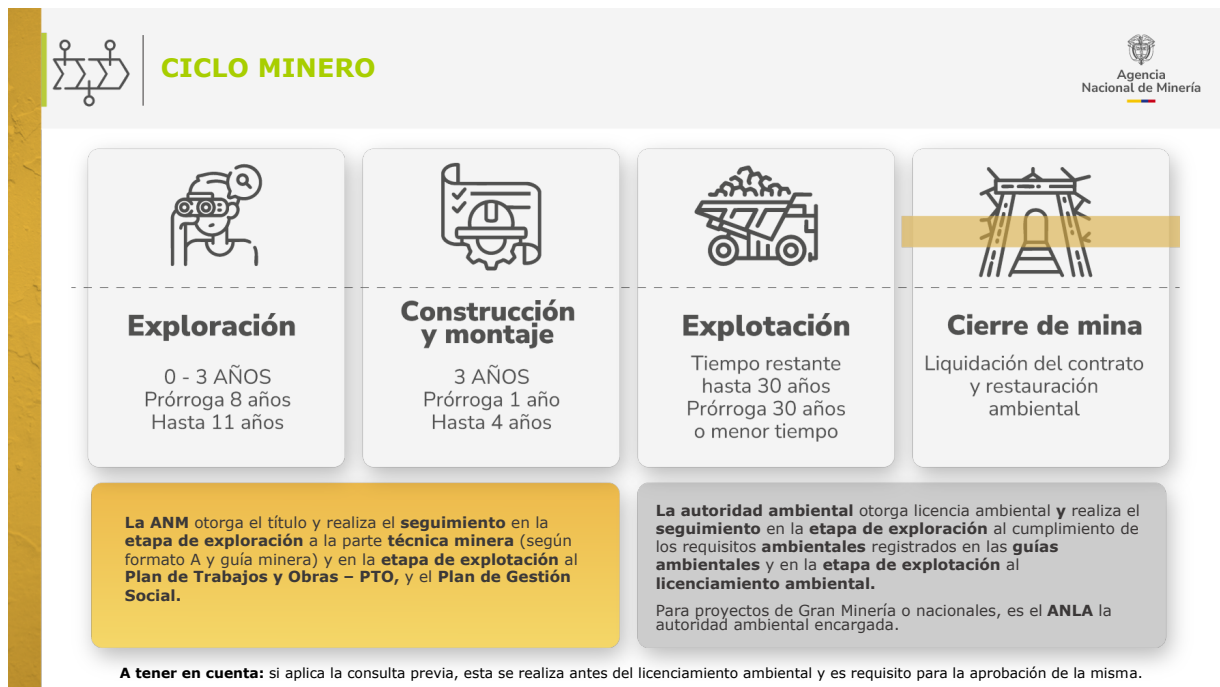 CICLO MINERO
Agencia
Nacional de Minería
Exploración
0 - 3 AÑOS
Prórroga 8 años
Hasta 11 años
Construcción
y montaje
3 AÑOS
Prórroga 1 año
Hasta 4 años
Explotación
Tiempo restante
hasta 30 años
Prórroga 30 años
o menor tiempo
Cierre de mina
Liquidación del contrato
y restauración
ambiental
La ANM otorga el título y realiza el seguimiento en la
etapa de exploración a la parte técnica minera (según
formato A y guía minera) y en la etapa de explotación al
Plan de Trabajos y Obras – PTO, y el Plan de Gestión
Social.
La autoridad ambiental otorga licencia ambiental y realiza el
seguimiento en la etapa de exploración al cumplimiento de
los requisitos ambientales registrados en las guías
ambientales y en la etapa de explotación al
licenciamiento ambiental.
Para proyectos de Gran Minería o nacionales, es el ANLA la
autoridad ambiental encargada.
A tener en cuenta: si aplica la consulta previa, esta se realiza antes del licenciamiento ambiental y es requisito para la aprobación de la misma.